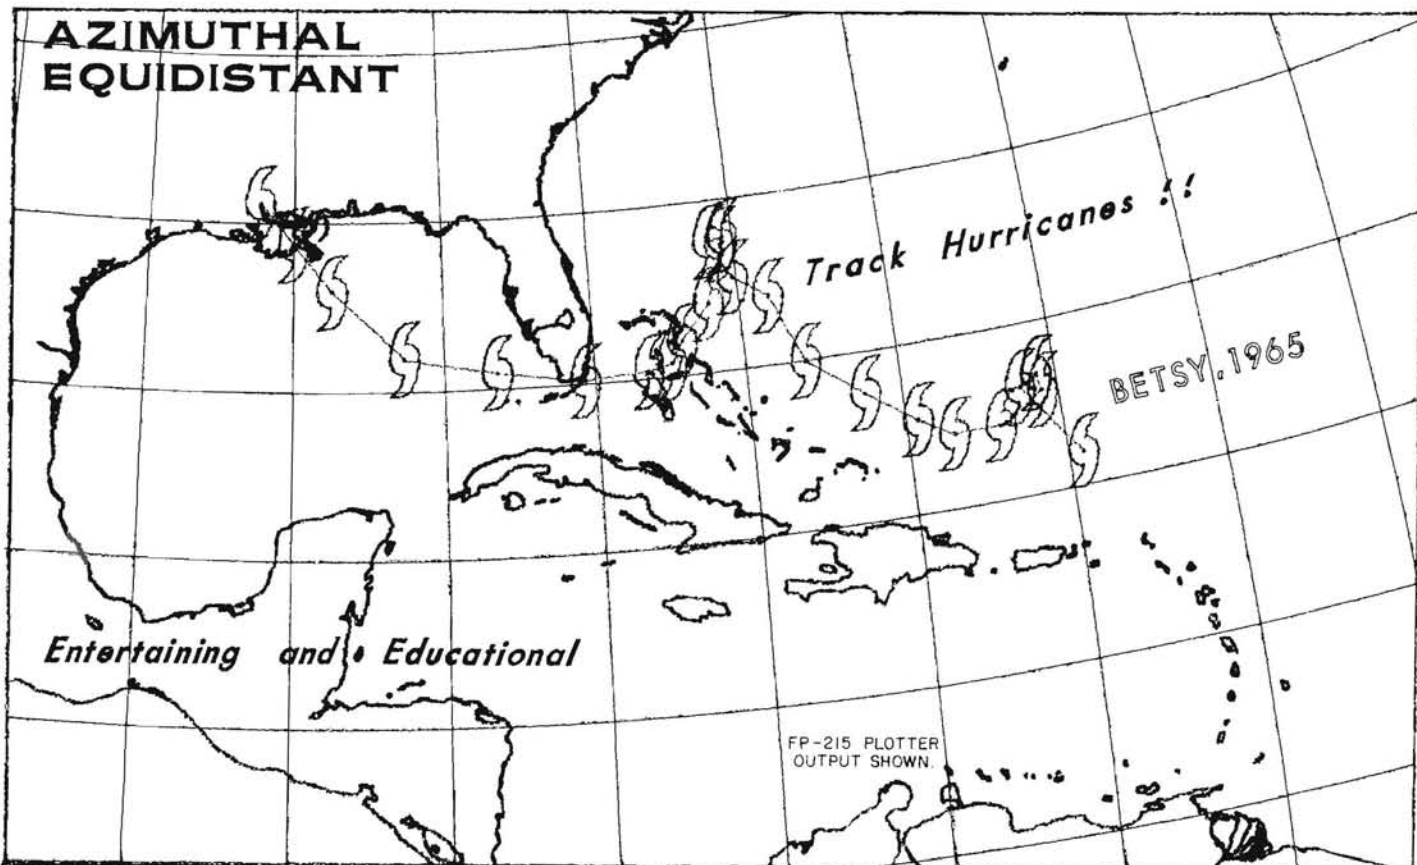 AZIMUTHAL
EQUIDISTANT
Track Hurricanes !!
BETSY, 1965
Entertaining and Educational
FP-215 PLOTTER
OUTPUT SHOWN.